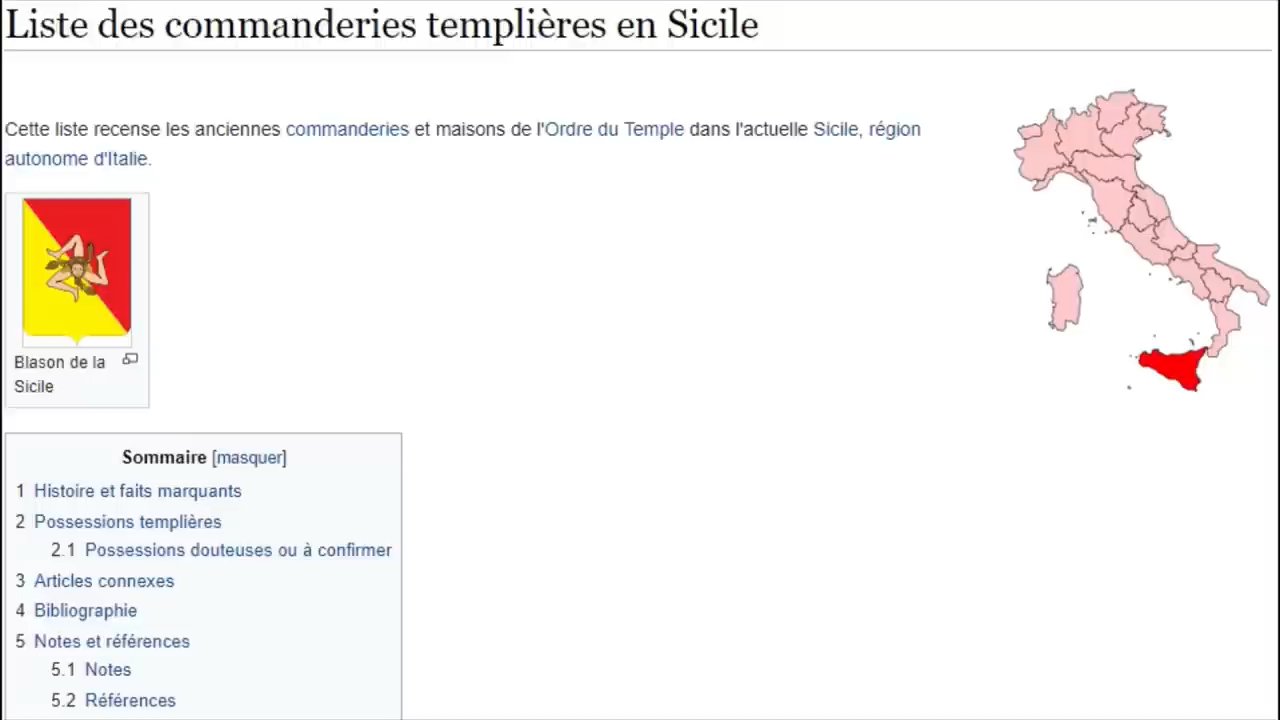 Liste des commanderies templières en Sicile
Cette liste recense les anciennes commanderies et maisons de l'Ordre du Temple dans l'actuelle Sicile, région
autonome d'Italie.
Blason de la
Sicile
Sommaire [masquer]
1 Histoire et faits marquants
2 Possessions templières
2.1 Possessions douteuses ou à confirmer
3 Articles connexes
4 Bibliographie
5 Notes et références
5.1 Notes
5.2 Références